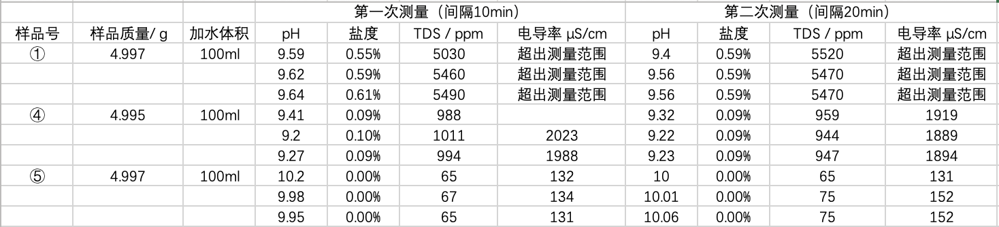 第一次测量（间隔10min） 第二次测量（间隔20min）
样品号 样品质量/ g 加水体积 pH 盐度 TDS / ppm 电导率 μS/cm pH 盐度 TDS / ppm 电导率 μS/cm
① 4.997 100ml 9.59 0.55% 5030 超出测量范围 9.4 0.59% 5520 超出测量范围
9.62 0.59% 5460 超出测量范围 9.56 0.59% 5470 超出测量范围
9.64 0.61% 5490 超出测量范围 9.56 0.59% 5470 超出测量范围
④ 4.995 100ml 9.41 0.09% 988 9.32 0.09% 959 1919
9.2 0.10% 1011 2023 9.22 0.09% 944 1889
9.27 0.09% 994 1988 9.23 0.09% 947 1894
⑤ 4.997 100ml 10.2 0.00% 65 132 10 0.00% 65 131
9.98 0.00% 67 134 10.01 0.00% 75 152
9.95 0.00% 65 131 10.06 0.00% 75 152